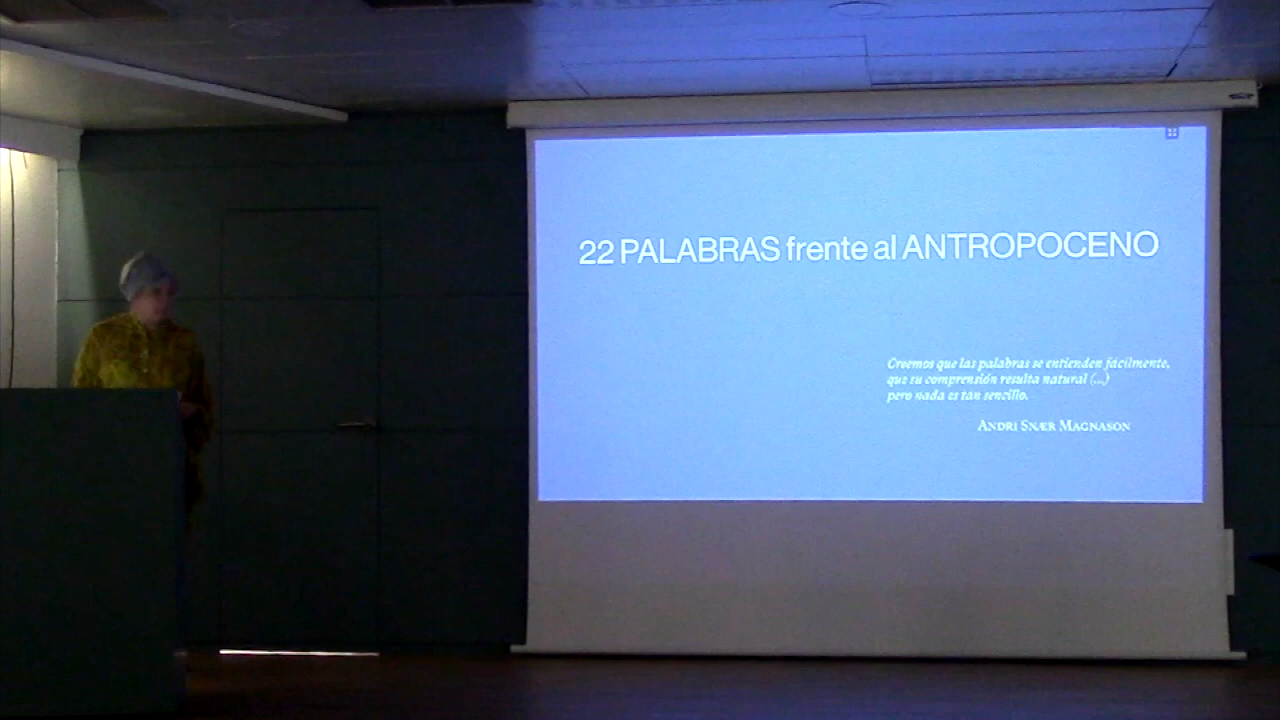 22 PALABRAS frente al ANTROPOCENO
Creemos que las palabras se entienden fácilmente,
que su comprensión resulta natural (...)
pero nada es tan sencillo.
Andri Snær Magnason